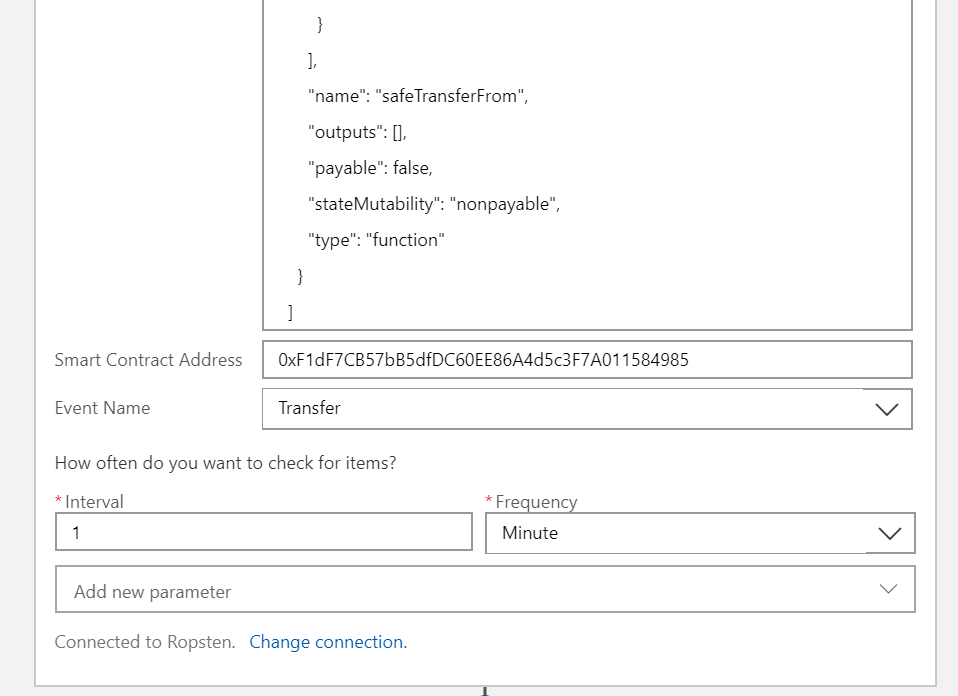 }
],
"name": "safeTransferFrom",
"outputs": [],
"payable": false,
"stateMutability": "nonpayable",
"type": "function"
}
]
Smart Contract Address 0xF1dF7CB57bB5dfDC60EE86A4d5c3F7A011584985
Event Name Transfer
How often do you want to check for items?
* Interval * Frequency
1 Minute
Add new parameter
Connected to Ropsten. Change connection.